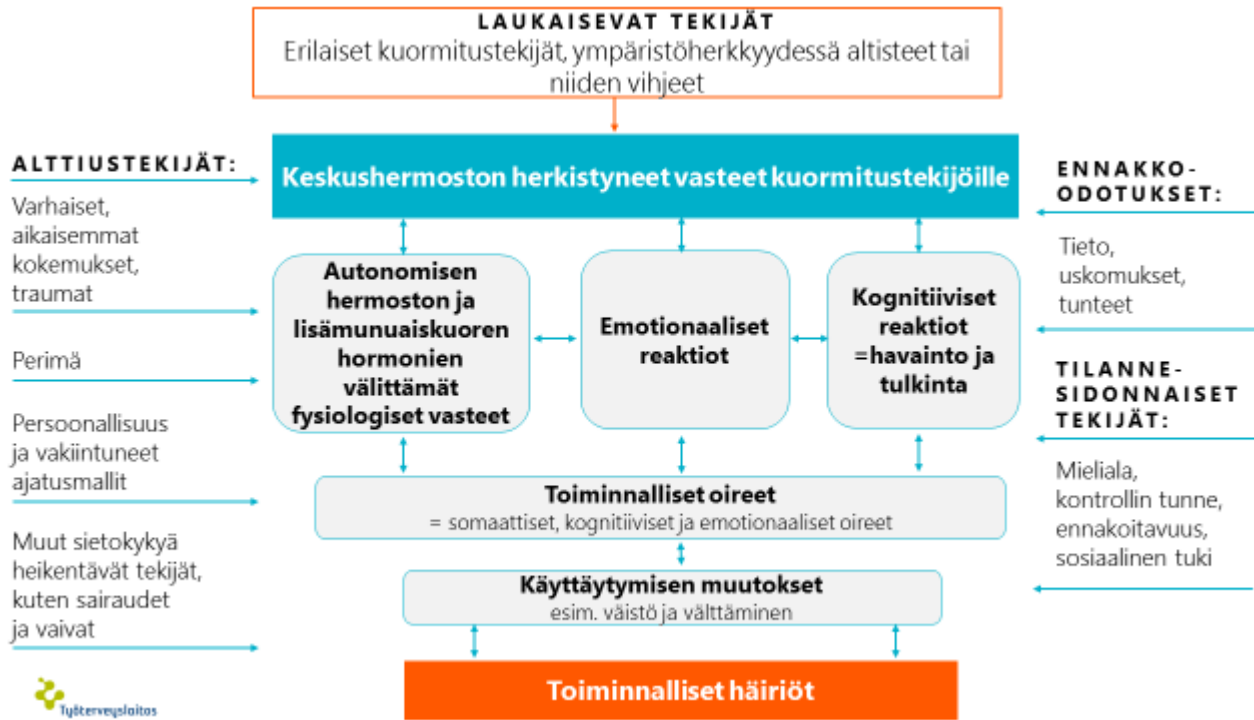 LAUKAISEVAT TEKIJÄT
Erilaiset kuormitustekijät, ympäristöherkkyydessä altisteet tai
niiden vihjeet
ALTTIUSTEKIJÄT:
Varhaiset,
aikaisemmat
kokemukset,
traumat
Perimä
Persoonallisuus
ja vakiintuneet
ajatusmallit
Muut sietokykyä
heikentävät tekijät,
kuten sairaudet
ja vaivat
Keskushermoston herkistyneet vasteet kuormitustekijöille
Autonomisen
hermoston ja
lisämunuaiskuoren
hormonien
välittämät
fysiologiset vasteet
Emotionaaliset
reaktiot
Kognitiiviset
reaktiot
=havainto ja
tulkinta
Toiminnalliset oireet
= somaattiset, kognitiiviset ja emotionaaliset oireet
Käyttäytymisen muutokset
esim. väistö ja välttäminen
Toiminnalliset häiriöt
ENNAKKO-
ODOTUKSET:
Tieto,
uskomukset,
tunteet
TILANNE-
SIDONNAISET
TEKIJÄT:
Mieliala,
kontrollin tunne,
ennakoitavuus,
sosiaalinen tuki
Työterveyslaitos